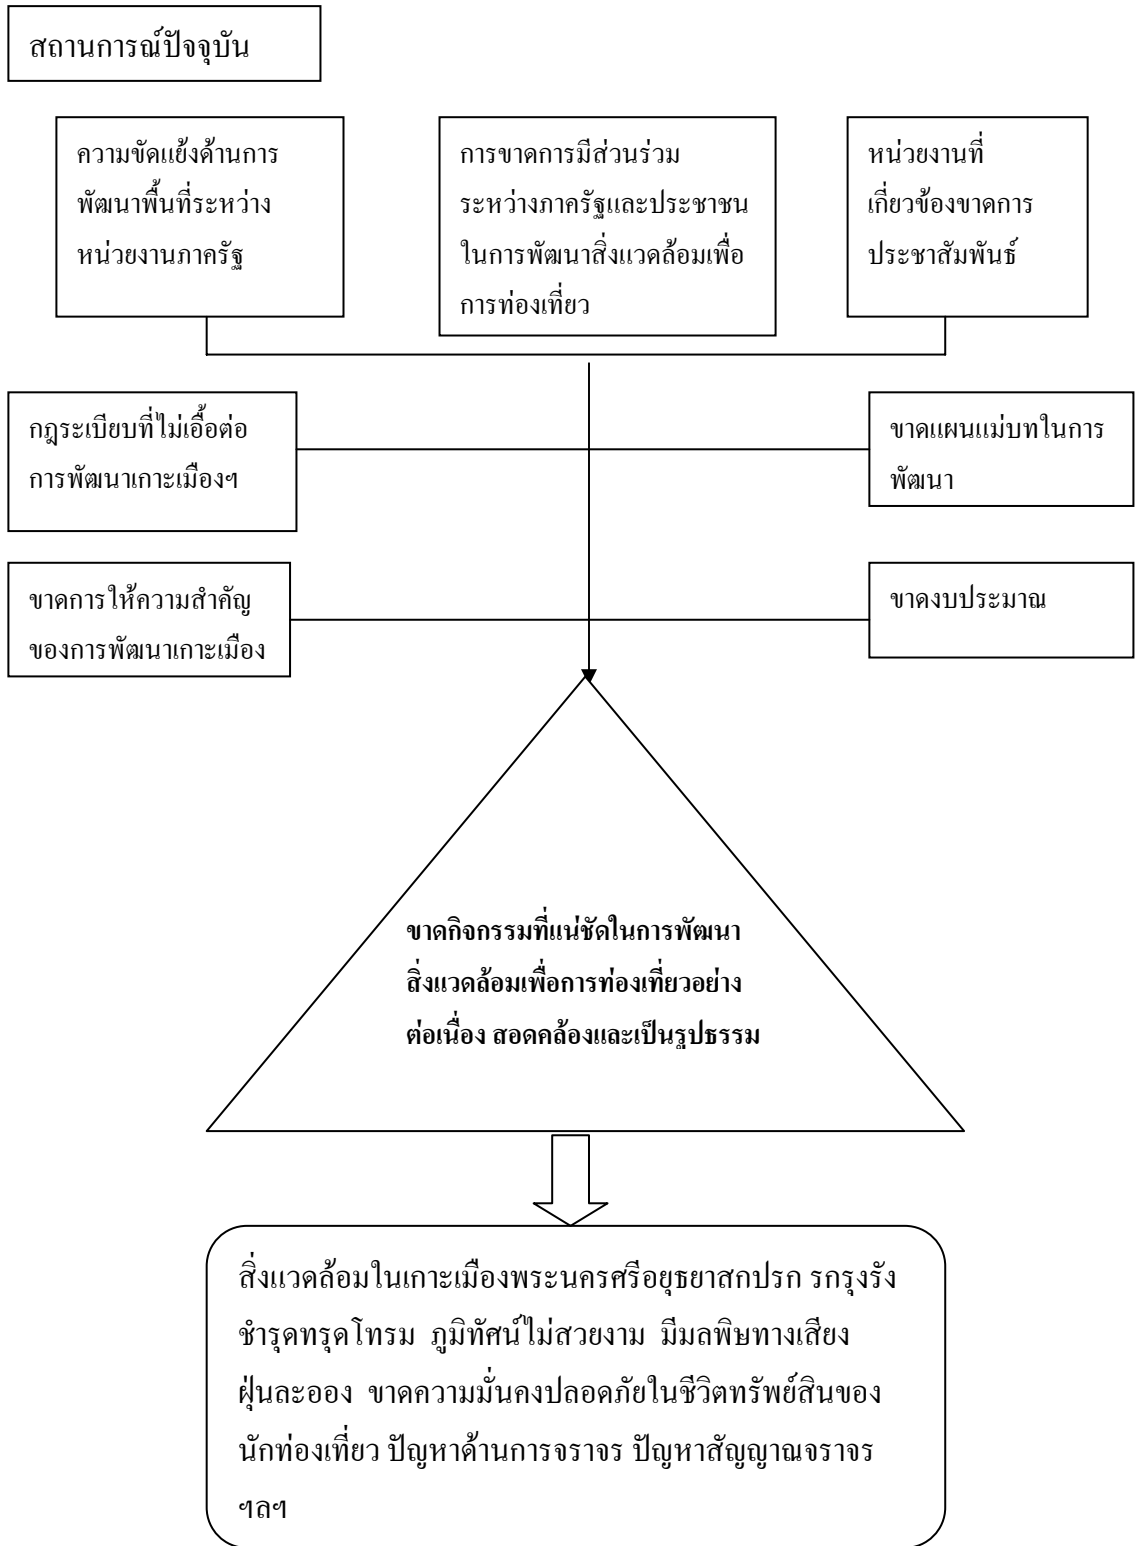 สถานการณ์ปัจจุบัน
ความขัดแย้งด้านการ
พัฒนาพื้นที่ระหว่าง
หน่วยงานภาครัฐ
การขาดการมีส่วนร่วม
ระหว่างภาครัฐและประชาชน
ในการพัฒนาสิ่งแวดล้อมเพื่อ
การท่องเที่ยว
หน่วยงานที่
เกี่ยวข้องขาดการ
ประชาสัมพันธ์
กฎระเบียบที่ไม่เอื้อต่อ
การพัฒนาเกาะเมืองฯ
ขาดแผนแม่บทในการ
พัฒนา
ขาดการให้ความสำคัญ
ของการพัฒนาเกาะเมือง
ขาดงบประมาณ
ขาดกิจกรรมที่แน่ชัดในการพัฒนา
สิ่งแวดล้อมเพื่อการท่องเที่ยวอย่าง
ต่อเนื่อง สอดคล้องและเป็นรูปธรรม
สิ่งแวดล้อมในเกาะเมืองพระนครศรีอยุธยาสกปรก รกรุงรัง
ชำรุดทรุดโทรม ภูมิทัศน์ไม่สวยงาม มีมลพิษทางเสียง
ฝุ่นละออง ขาดความมั่นคงปลอดภัยในชีวิตทรัพย์สินของ
นักท่องเที่ยว ปัญหาด้านการจราจร ปัญหาสัญญาณจราจร
ฯลฯ